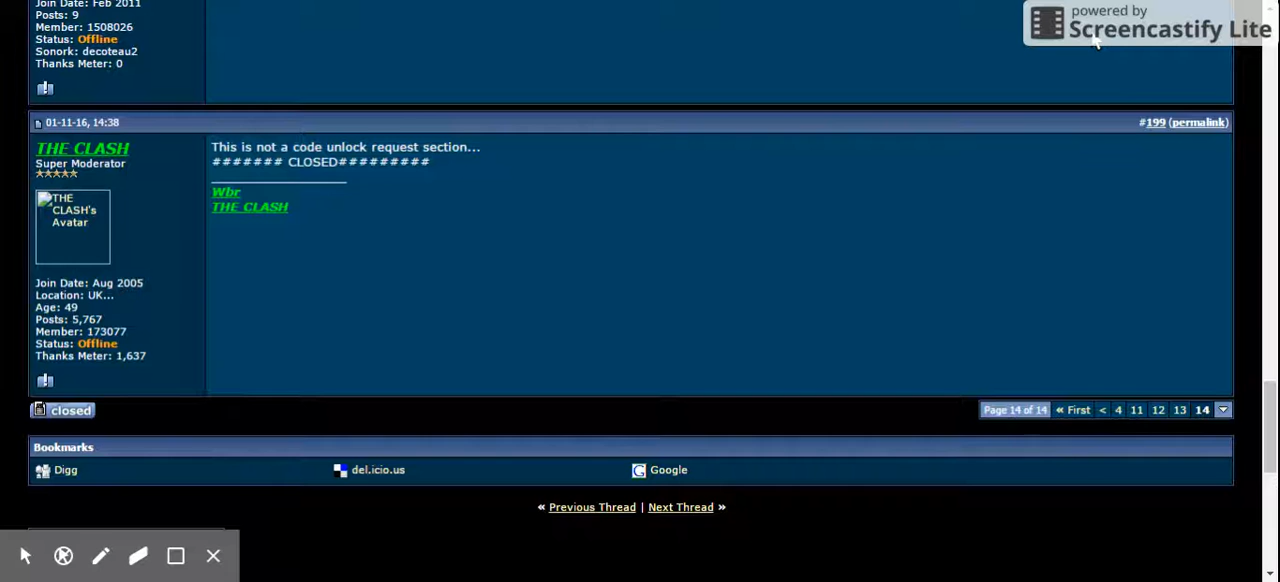 Join Date: Feb 2011
Posts: 9
Member: 1508026
Status: Offline
Sonork: decoteau2
Thanks Meter: 0
powered by
Screencastify Lite
01-11-16, 14:38
#199 (permalink)
THE CLASH
Super Moderator
THE CLASH's Avatar
Join Date: Aug 2005
Location: UK...
Age: 49
Posts: 5,767
Member: 173077
Status: Offline
Thanks Meter: 1,637
This is not a code unlock request section...
####### CLOSED#########
Wbr
THE CLASH
closed
Page 14 of 14 « First < 4 11 12 13 14
Bookmarks
Digg del.icio.us Google
« Previous Thread | Next Thread »